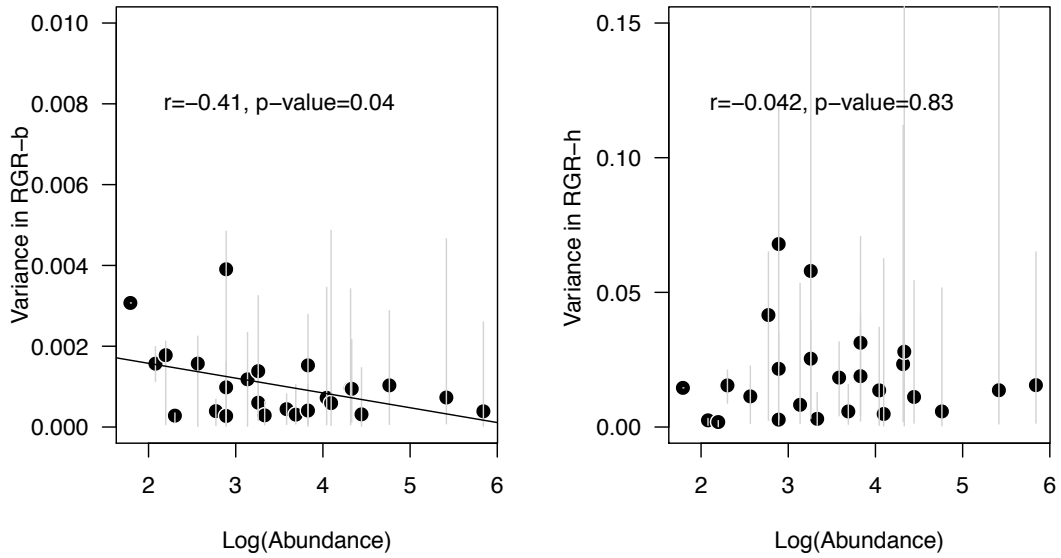 0.010
0.008
0.006
0.004
0.002
0.000
Variance in RGR−b
r=−0.41, p−value=0.04
2 3 4 5 6
Log(Abundance)
0.15
0.10
0.05
0.00
Variance in RGR−h
r=−0.042, p−value=0.83
2 3 4 5 6
Log(Abundance)